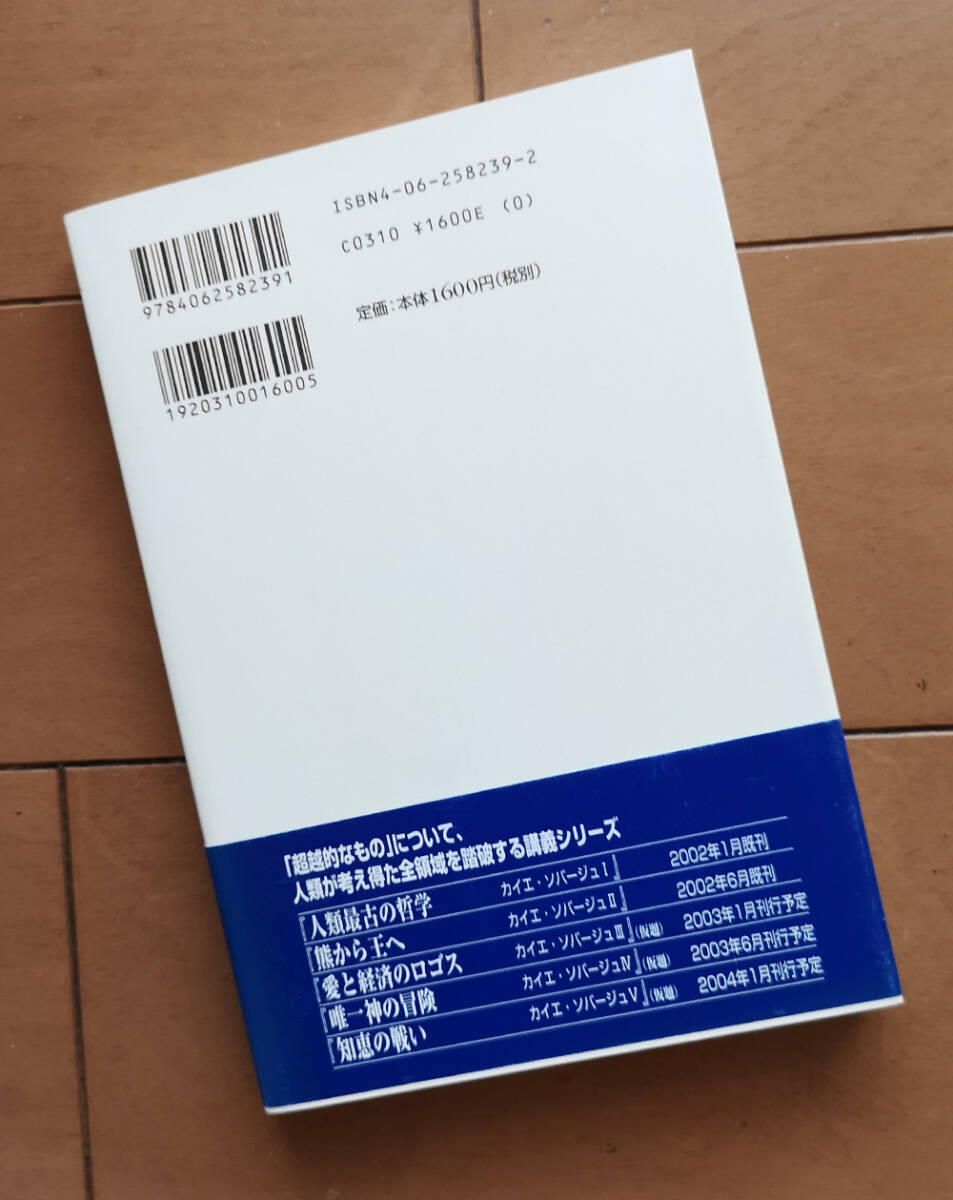 ISBN4-06-258239-2
C0310 ¥1600E (0)
定価:本体1600円(税別)
9784062582391
1920310016005
「超越的なもの」について、
人類が考え得た全領域を踏破する講義シリーズ
『人類最古の哲学 カイエ・ソバージュⅠ』 2002年1月既刊
『熊から王へ カイエ・ソバージュⅡ』 2002年6月既刊
『愛と経済のロゴス カイエ・ソバージュⅢ』(仮題) 2003年1月刊行予定
『唯一神の冒険 カイエ・ソバージュⅣ』(仮題) 2003年6月刊行予定
『知恵の戦い カイエ・ソバージュⅤ』(仮題) 2004年1月刊行予定